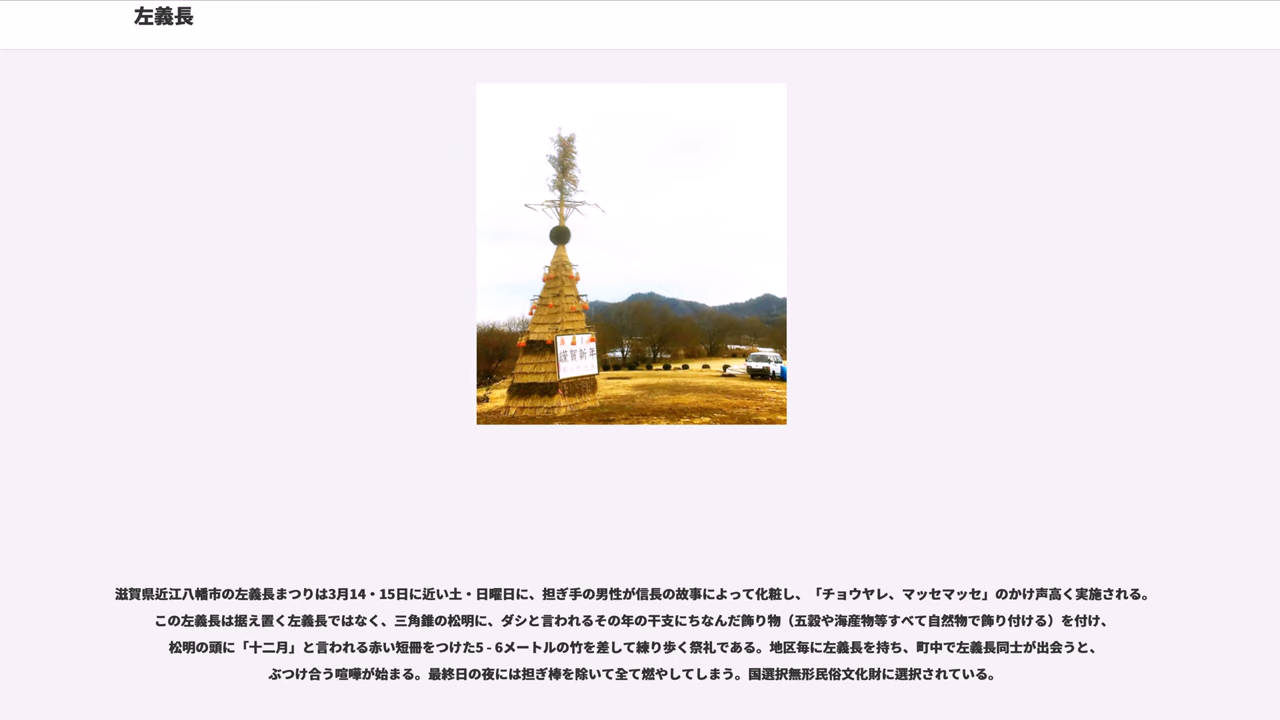 左義長
謹賀新年
滋賀県近江八幡市の左義長まつりは3月14・15日に近い土・日曜日に、担ぎ手の男性が信長の故事によって化粧し、「チョウヤレ、マッセマッセ」のかけ声高く実施される。
この左義長は据え置く左義長ではなく、三角錐の松明に、ダシと言われるその年の干支にちなんだ飾り物（五穀や海産物等すべて自然物で飾り付ける）を付け、
松明の頭に「十二月」と言われる赤い短冊をつけた5 - 6メートルの竹を差して練り歩く祭礼である。地区毎に左義長を持ち、町中で左義長同士が出会うと、
ぶつけ合う喧嘩が始まる。最終日の夜には担ぎ棒を除いて全て燃やしてしまう。国選択無形民俗文化財に選択されている。